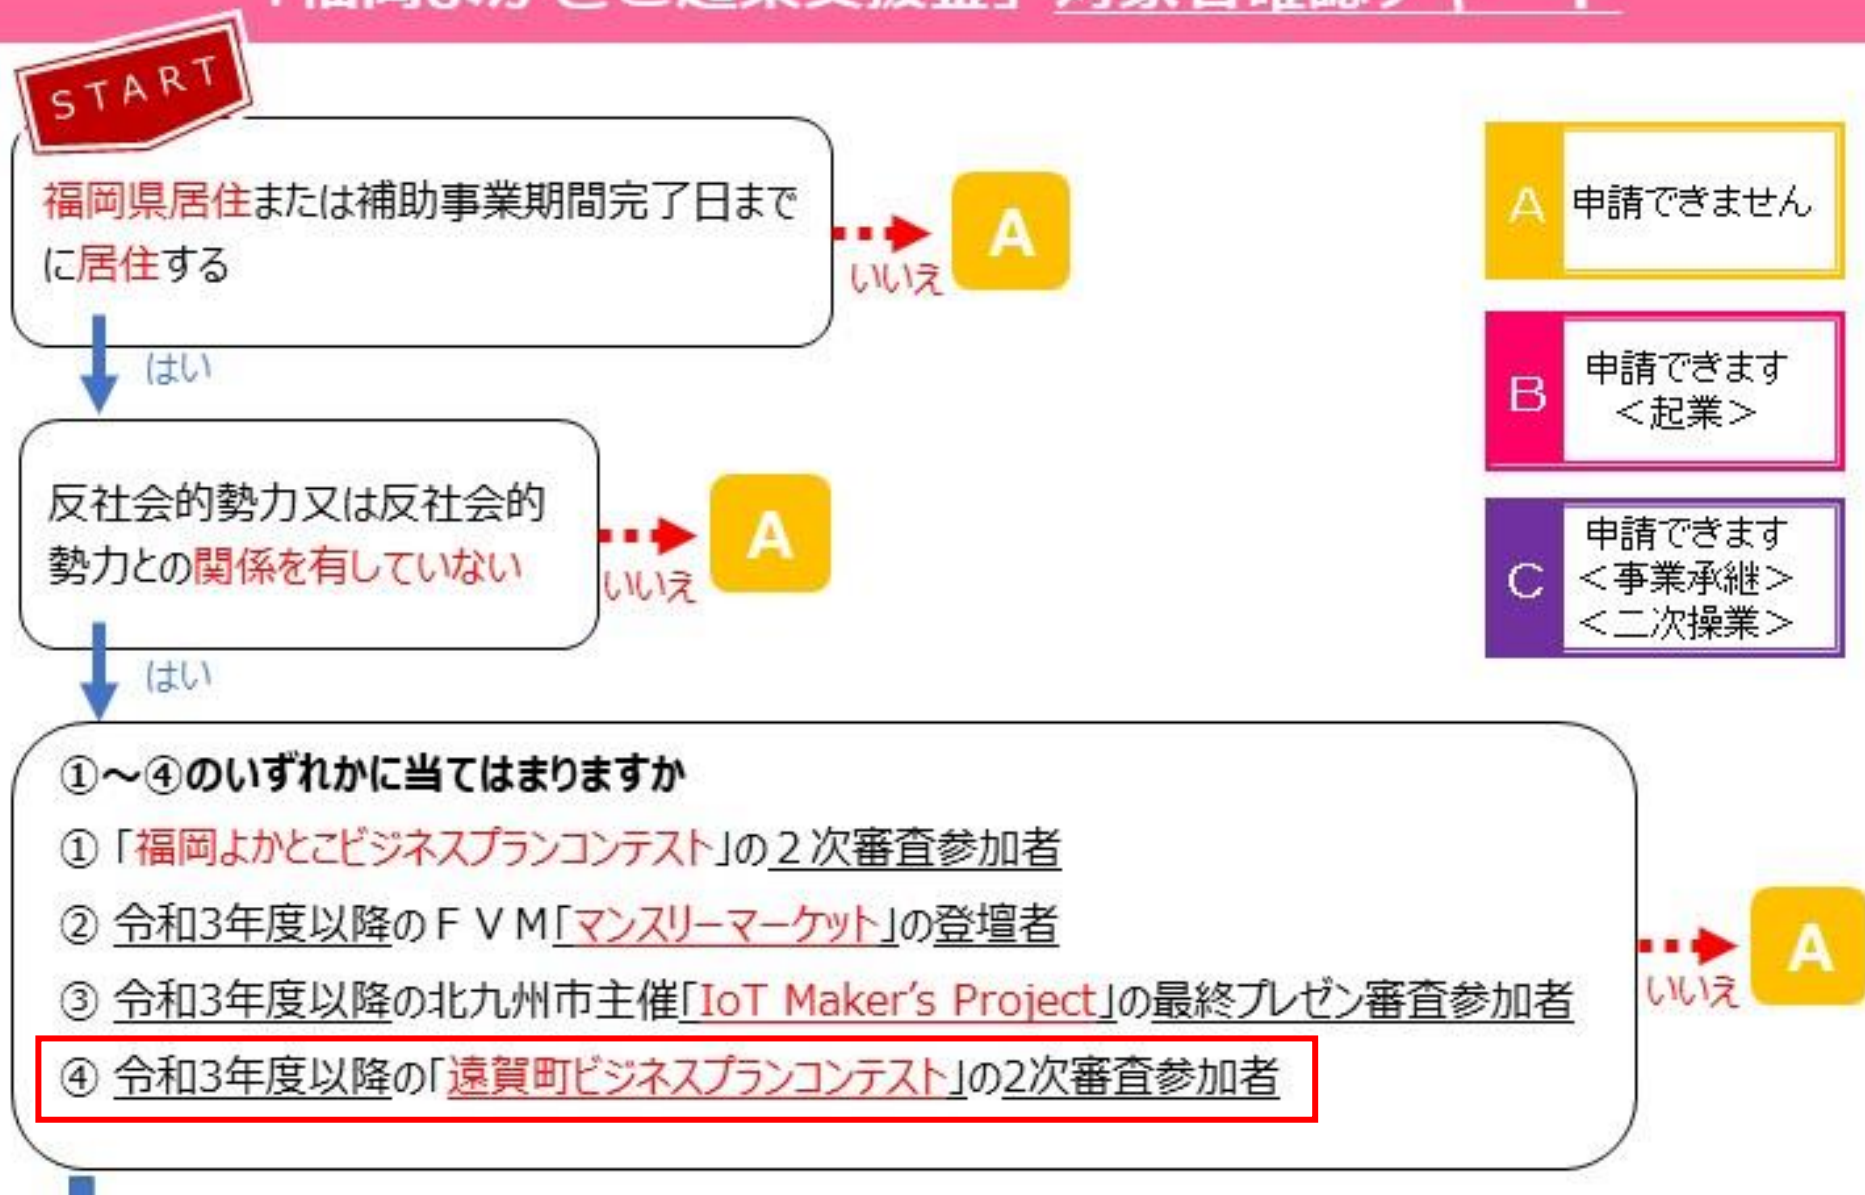 START
福岡県居住または補助事業期間完了日まで
に居住する
いいえ
A
はい
反社会的勢力又は反社会的
勢力との関係を有していない
いいえ
A
はい
①～④のいずれかに当てはまりますか
①「福岡よかとこビジネスプランコンテスト」の２次審査参加者
② 令和3年度以降のＦＶＭ「マンスリーマーケット」の登壇者
③ 令和3年度以降の北九州市主催「IoT Maker’s Project」の最終プレゼン審査参加者
④ 令和3年度以降の「遠賀町ビジネスプランコンテスト」の2次審査参加者
いいえ
A
A 申請できません
B 申請できます
＜起業＞
C 申請できます
＜事業承継＞
＜二次操業＞